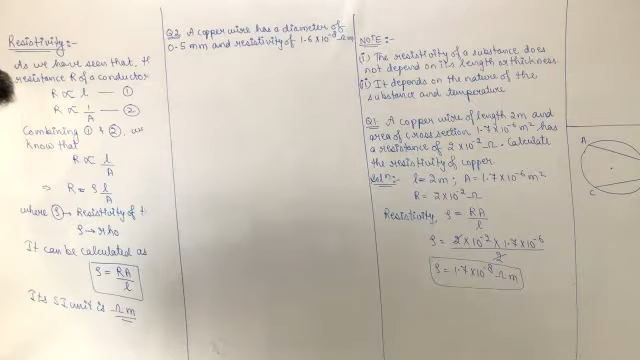 Resistivity :-
As we have seen that, th
resistance R of a conductor
R ∝ l — ①
R ∝ 1/A — ②
Combining ① & ②, we
know that
R ∝ l/A
⇒ R = ρ l/A
where ρ → Resistivity of t
ρ → rho
It can be calculated as
ρ = RA/l
Its SI unit is Ω m
Q2. A copper wire has a diameter of
0.5 mm and resistivity of 1.6 × 10⁻⁸ Ω m
NOTE :-
(i) The resistivity of a substance does
not depend on its length or thickness
(ii) It depends on the nature of the
substance and temperature
Q1. A copper wire of length 2m and
area of cross section 1.7 × 10⁻⁶ m² has
a resistance of 2 × 10⁻² Ω. Calculate
the resistivity of copper.
Solⁿ:- l = 2m ; A = 1.7 × 10⁻⁶ m²
R = 2 × 10⁻² Ω
Resistivity, ρ = RA/l
ρ = 2 × 10⁻² × 1.7 × 10⁻⁶ / 2
ρ = 1.7 × 10⁻⁸ Ω m
A
C